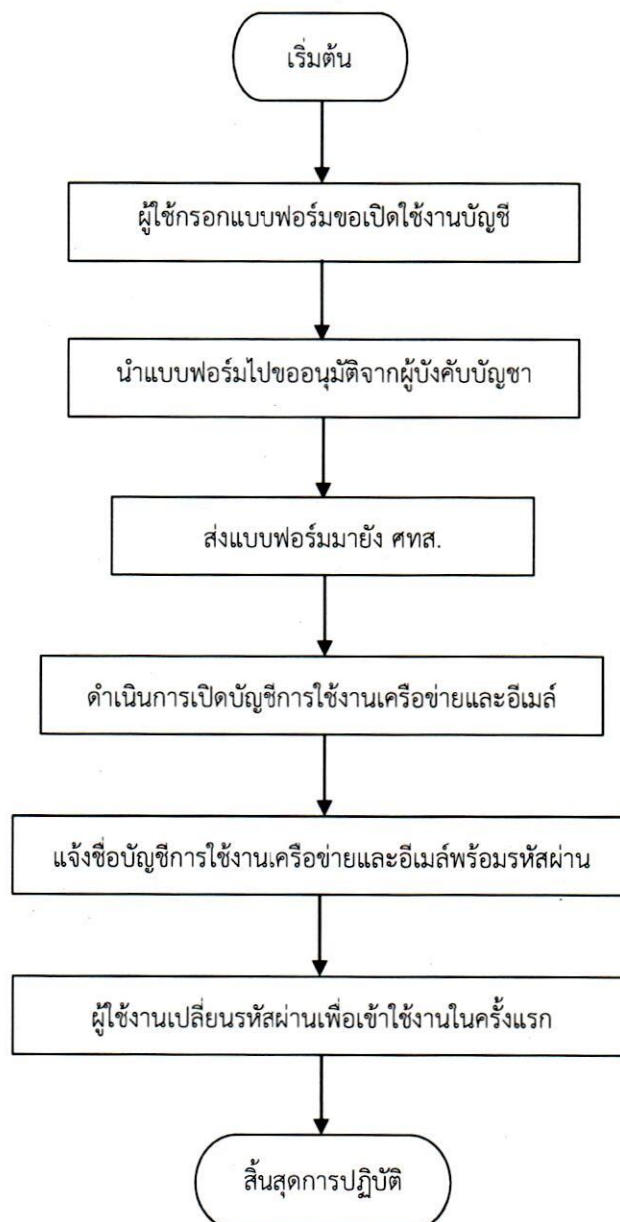 เริ่มต้น
ผู้ใช้กรอกแบบฟอร์มขอเปิดใช้งานบัญชี
นำแบบฟอร์มไปขออนุมัติจากผู้บังคับบัญชา
ส่งแบบฟอร์มมายัง ศทส.
ดำเนินการเปิดบัญชีการใช้งานเครือข่ายและอีเมล์
แจ้งชื่อบัญชีการใช้งานเครือข่ายและอีเมล์พร้อมรหัสผ่าน
ผู้ใช้งานเปลี่ยนรหัสผ่านเพื่อเข้าใช้งานในครั้งแรก
สิ้นสุดการปฏิบัติ